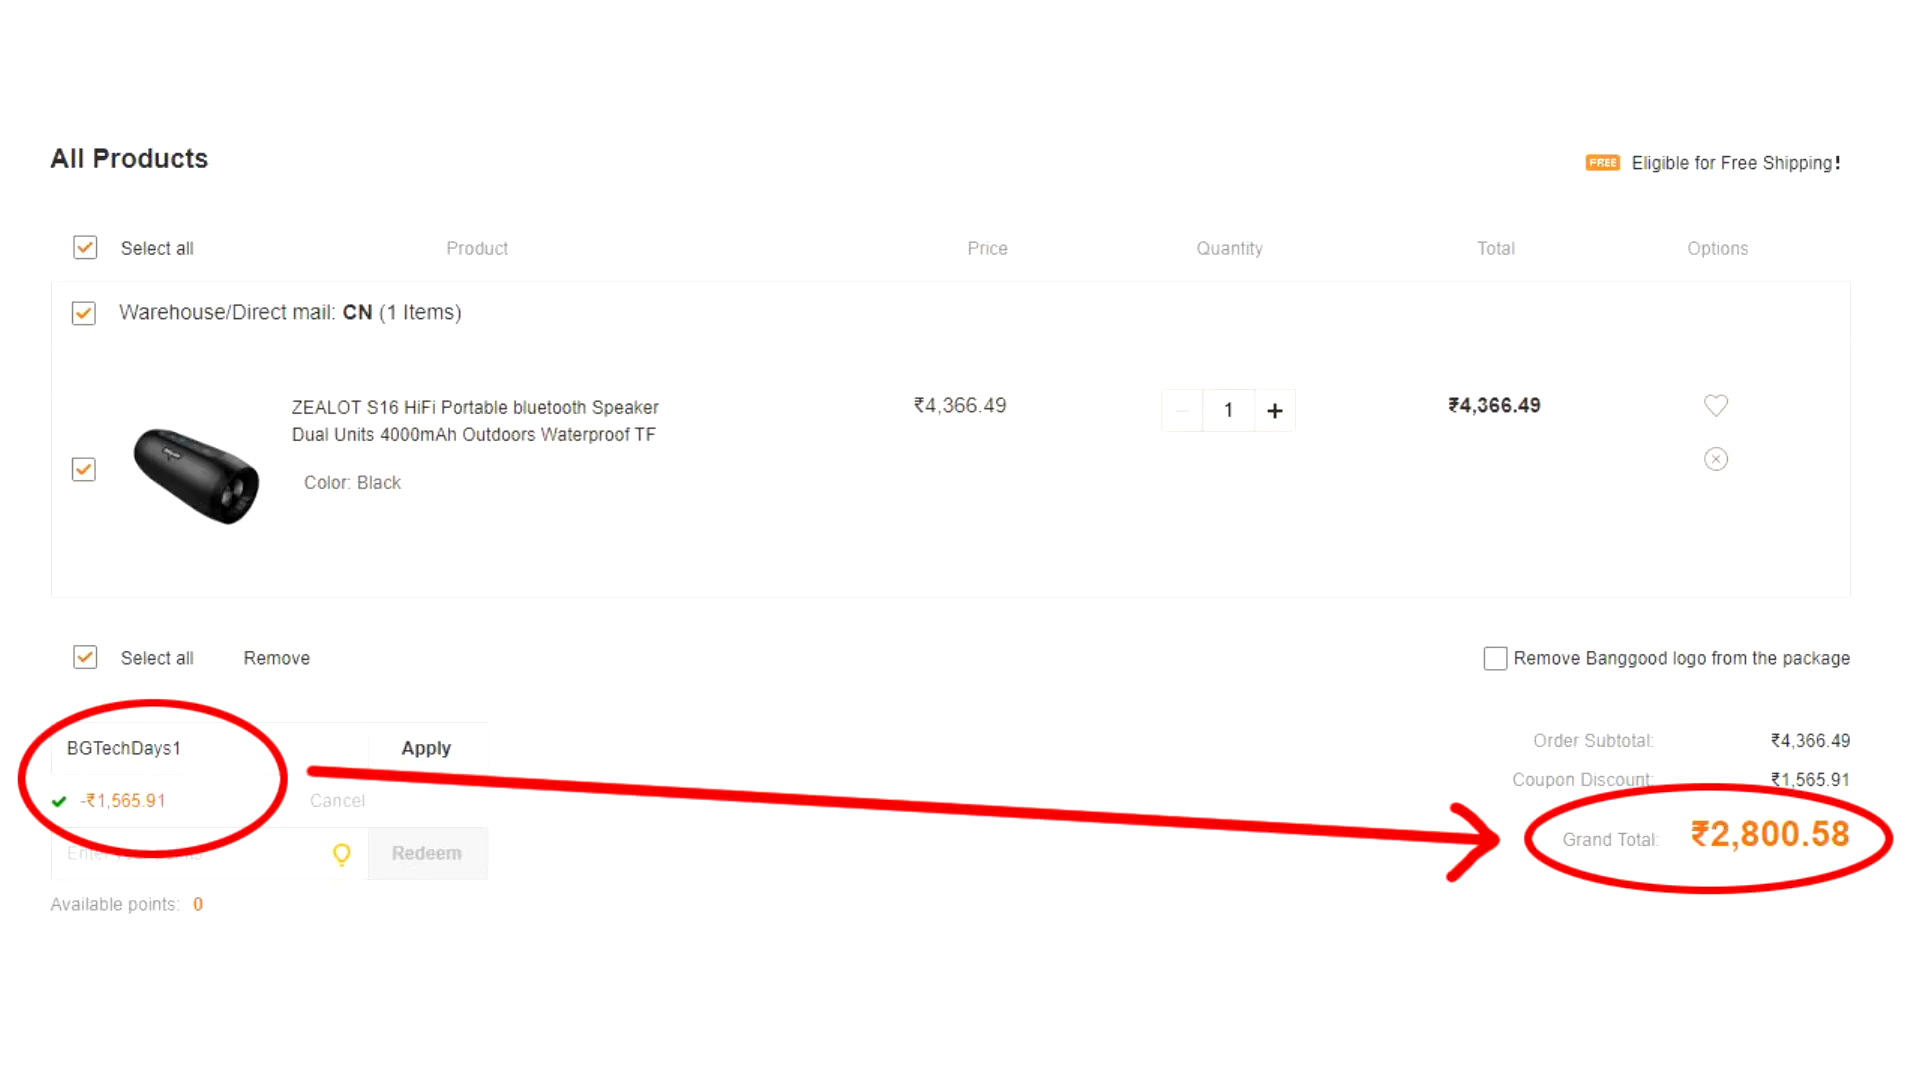 All Products
FREE Eligible for Free Shipping!
Select all Product Price Quantity Total Options
Warehouse/Direct mail: CN (1 Items)
ZEALOT S16 HiFi Portable bluetooth Speaker ₹4,366.49 1 + ₹4,366.49
Dual Units 4000mAh Outdoors Waterproof TF
Color: Black
Select all Remove Remove Banggood logo from the package
BGTechDays1 Apply Order Subtotal: ₹4,366.49
Coupon Discount: ₹1,565.91
-₹1,565.91 Cancel
Grand Total: ₹2,800.58
Redeem
Available points: 0